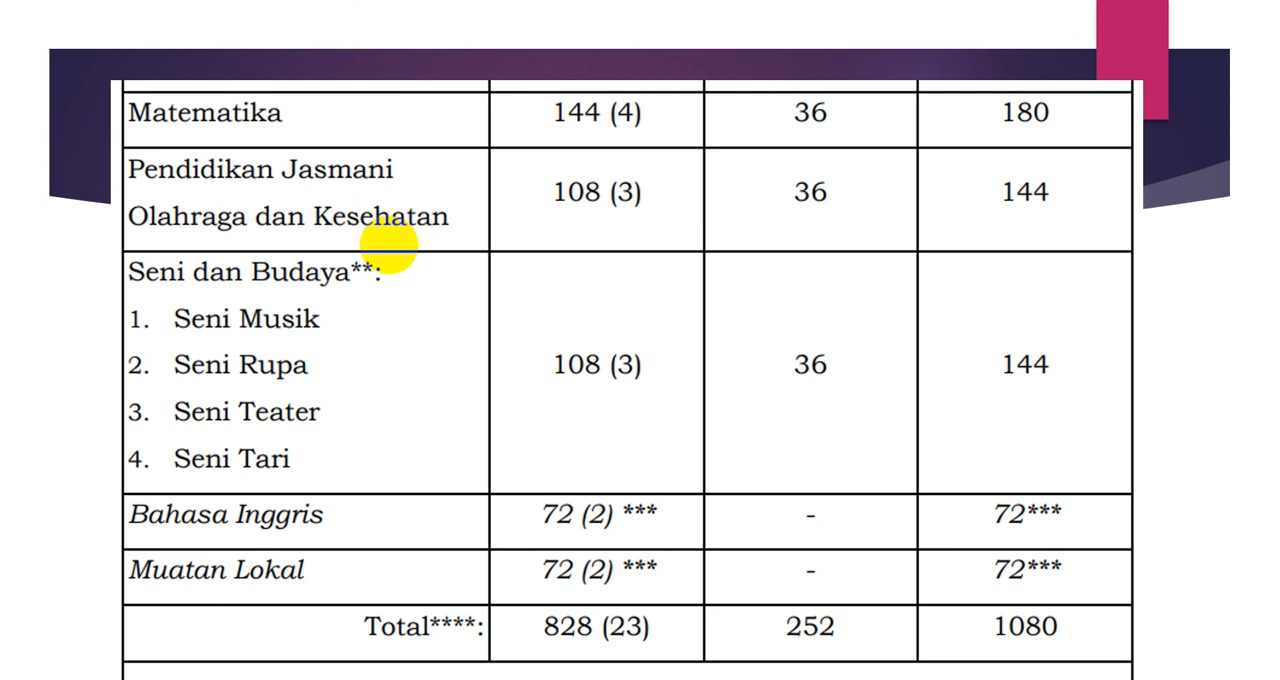 Matematika 144 (4) 36 180
Pendidikan Jasmani
Olahraga dan Kesehatan 108 (3) 36 144
Seni dan Budaya**:
1. Seni Musik
2. Seni Rupa 108 (3) 36 144
3. Seni Teater
4. Seni Tari
Bahasa Inggris 72 (2) *** - 72***
Muatan Lokal 72 (2) *** - 72***
Total****: 828 (23) 252 1080